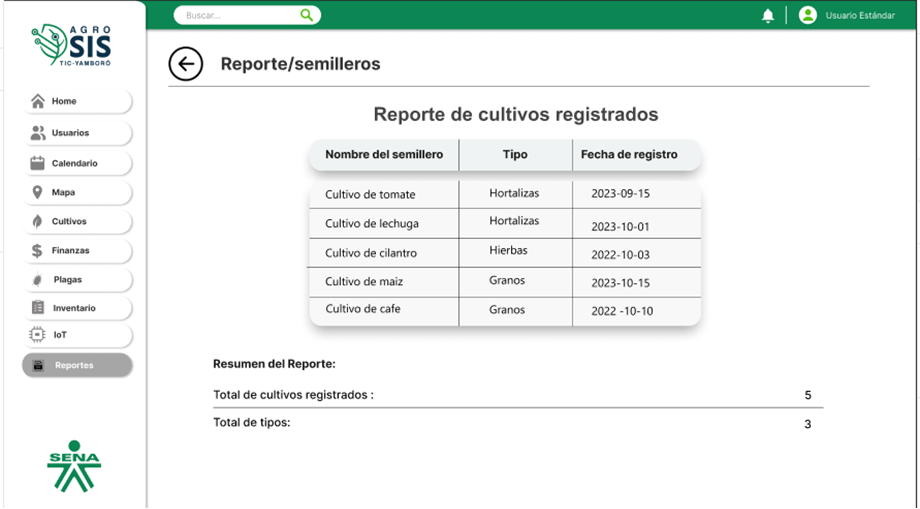 Buscar...
Usuario Estándar
AGRO
SIS
TIC-YAMBORÓ
Home
Usuarios
Calendario
Mapa
Cultivos
Finanzas
Plagas
Inventario
IoT
Reportes
SENA
Reporte/semilleros
Reporte de cultivos registrados
Nombre del semillero Tipo Fecha de registro
Cultivo de tomate Hortalizas 2023-09-15
Cultivo de lechuga Hortalizas 2023-10-01
Cultivo de cilantro Hierbas 2022-10-03
Cultivo de maiz Granos 2023-10-15
Cultivo de cafe Granos 2022 -10-10
Resumen del Reporte:
Total de cultivos registrados : 5
Total de tipos: 3